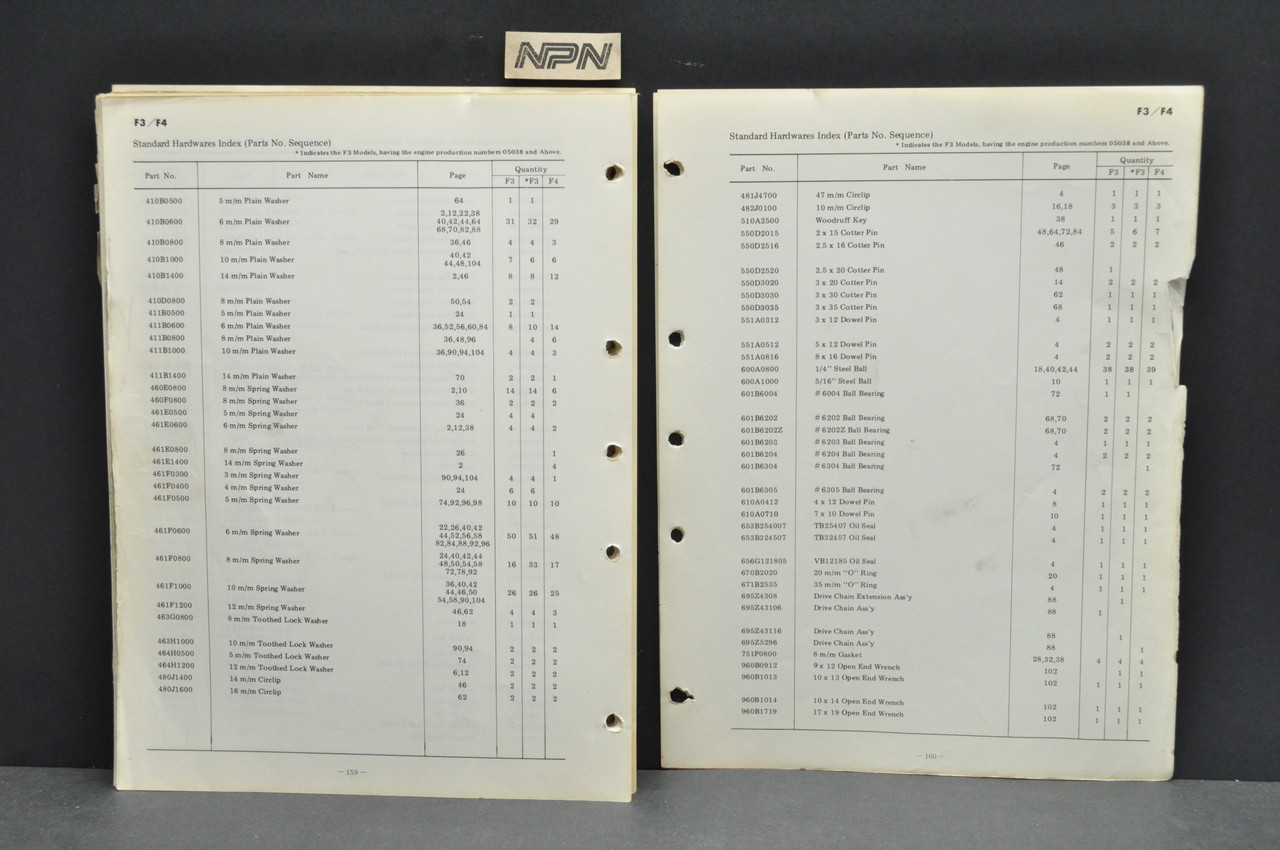 NPN
F3/F4
Standard Hardwares Index (Parts No. Sequence)
* Indicates the F3 Models, having the engine production numbers 05038 and Above.
Part No. Part Name Page Quantity
F3 *F3 F4
410B0500 5 m/m Plain Washer 64 1 1
410B0600 6 m/m Plain Washer 2,12,22,38 40,42,44,64 68,70,82,88 31 32 29
410B0800 8 m/m Plain Washer 36,46 4 4 3
410B1000 10 m/m Plain Washer 40,42 44,48,104 7 6 6
410B1400 14 m/m Plain Washer 2,46 8 8 12
410D0800 8 m/m Plain Washer 50,54 2 2
411B0500 5 m/m Plain Washer 24 1 1
411B0600 6 m/m Plain Washer 36,52,56,60,84 8 10 14
411B0800 8 m/m Plain Washer 36,48,96 4 6
411B1000 10 m/m Plain Washer 36,90,94,104 4 4 3
411B1400 14 m/m Plain Washer 70 2 2 1
460E0800 8 m/m Spring Washer 2,10 14 14 6
460F0800 8 m/m Spring Washer 36 2 2 2
461E0500 5 m/m Spring Washer 24 4 4
461E0600 6 m/m Spring Washer 2,12,38 4 4 2
461E0800 8 m/m Spring Washer 26 1
461E1400 14 m/m Spring Washer 2 4
461F0300 3 m/m Spring Washer 90,94,104 4 4 1
461F0400 4 m/m Spring Washer 24 6 6
461F0500 5 m/m Spring Washer 74,92,96,98 10 10 10
461F0600 6 m/m Spring Washer 22,26,40,42 44,52,56,58 82,84,88,92,96 50 51 48
461F0800 8 m/m Spring Washer 24,40,42,44 48,50,54,58 72,78,92 16 33 17
461F1000 10 m/m Spring Washer 36,40,42 44,46,50 54,58,90,104 26 26 25
461F1200 12 m/m Spring Washer 46,62 4 4 3
463G0800 8 m/m Toothed Lock Washer 18 1 1 1
463H1000 10 m/m Toothed Lock Washer 90,94 2 2 2
464H0500 5 m/m Toothed Lock Washer 74 2 2 2
464H1200 12 m/m Toothed Lock Washer 6,12 2 2 2
480J1400 14 m/m Circlip 46 2 2 2
480J1600 16 m/m Circlip 62 2 2 2
- 159 -
F3/F4
Standard Hardwares Index (Parts No. Sequence)
* Indicates the F3 Models, having the engine production numbers 05038 and Above.
Part No. Part Name Page Quantity
F3 *F3 F4
481J4700 47 m/m Circlip 4 1 1 1
482J0100 10 m/m Circlip 16,18 3 3 3
510A2500 Woodruff Key 38 1 1 1
550D2015 2 x 15 Cotter Pin 48,64,72,84 5 6 7
550D2516 2.5 x 16 Cotter Pin 46 2 2 2
550D2520 2.5 x 20 Cotter Pin 48 1
550D3020 3 x 20 Cotter Pin 14 2 2 2
550D3030 3 x 30 Cotter Pin 62 1 1 1
550D3035 3 x 35 Cotter Pin 68 1 1 1
551A0312 3 x 12 Dowel Pin 4 1 1 1
551A0512 5 x 12 Dowel Pin 4 2 2 2
551A0816 8 x 16 Dowel Pin 4 2 2 2
600A0800 1/4" Steel Ball 18,40,42,44 38 38 39
600A1000 5/16" Steel Ball 10 1 1 1
601B6004 # 6004 Ball Bearing 72 1 1
601B6202 # 6202 Ball Bearing 68,70 2 2 2
601B6202Z # 6202Z Ball Bearing 68,70 2 2 2
601B6203 # 6203 Ball Bearing 4 1 1 1
601B6204 # 6204 Ball Bearing 4 2 2 2
601B6304 # 6304 Ball Bearing 72 1
601B6305 # 6305 Ball Bearing 4 2 2 2
610A0412 4 x 12 Dowel Pin 8 1 1 1
610A0710 7 x 10 Dowel Pin 10 1 1 1
653B254007 TB25407 Oil Seal 4 1 1 1
653B324507 TB32457 Oil Seal 4 1 1 1
656G121805 VB12185 Oil Seal 4 1 1 1
670B2020 20 m/m "O" Ring 20 1 1 1
671B2535 35 m/m "O" Ring 4 1 1 1
695Z4308 Drive Chain Extension Ass'y 88 1
695Z43106 Drive Chain Ass'y 88 1
695Z43116 Drive Chain Ass'y 88 1
695Z5296 Drive Chain Ass'y 88 1
751P0800 8 m/m Gasket 28,32,38 4 4 4
960B0912 9 x 12 Open End Wrench 102 1 1
960B1013 10 x 13 Open End Wrench 102 1 1 1
960B1014 10 x 14 Open End Wrench 102 1 1 1
960B1719 17 x 19 Open End Wrench 102 1 1 1
- 160 -